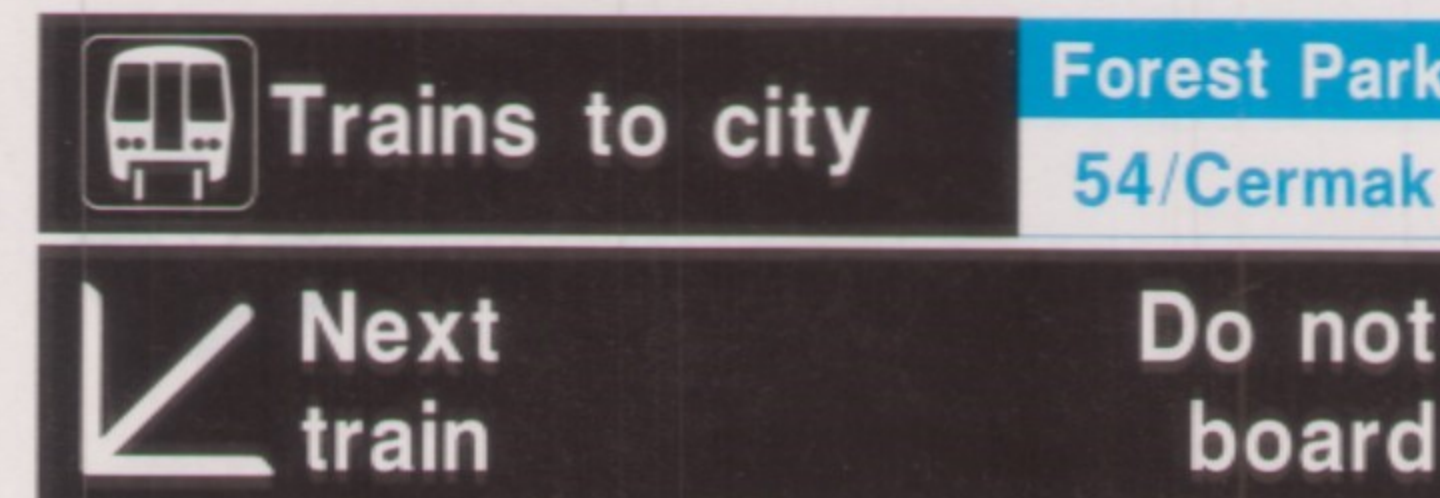 Trains to city
Forest Park
54/Cermak
Next
train
Do not
board